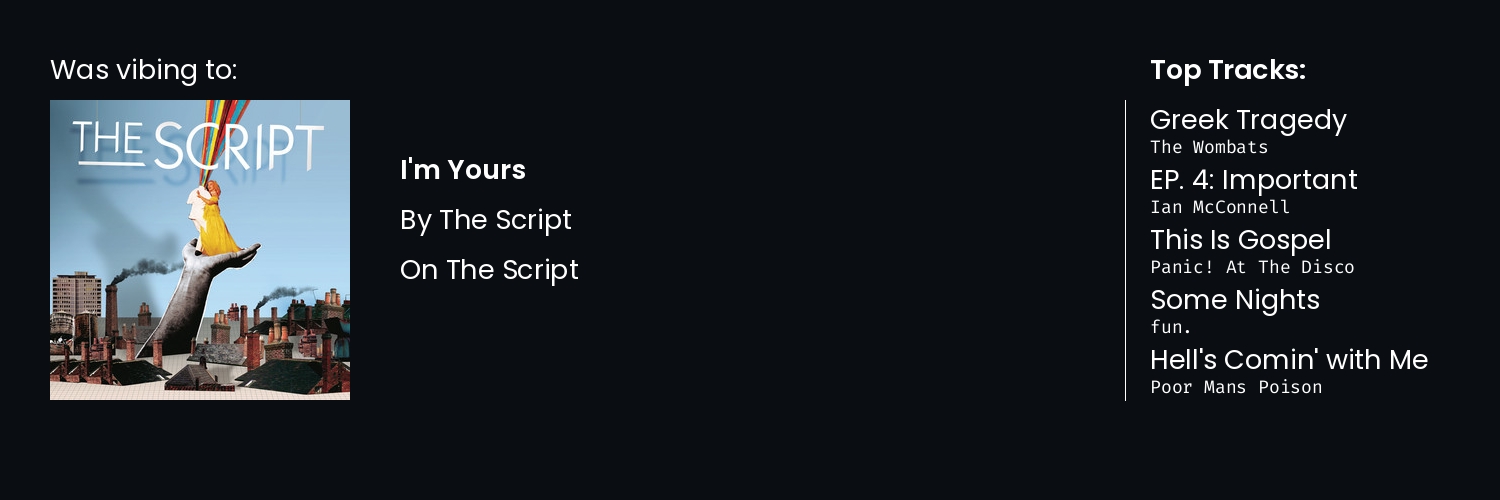 Was vibing to:
THE SCRIPT
I'm Yours
By The Script
On The Script
Top Tracks:
Greek Tragedy
The Wombats
EP. 4: Important
Ian McConnell
This Is Gospel
Panic! At The Disco
Some Nights
fun.
Hell's Comin' with Me
Poor Mans Poison